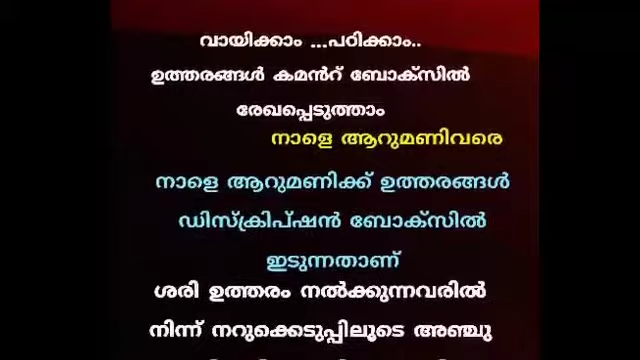 വായിക്കാം ...പഠിക്കാം..
ഉത്തരങ്ങൾ കമൻറ് ബോക്സിൽ
രേഖപ്പെടുത്താം
നാളെ ആറുമണിവരെ
നാളെ ആറുമണിക്ക് ഉത്തരങ്ങൾ
ഡിസ്ക്രിപ്ഷൻ ബോക്സിൽ
ഇടുന്നതാണ്
ശരി ഉത്തരം നൽക്കുന്നവരിൽ
നിന്ന് നറുക്കെടുപ്പിലൂടെ അഞ്ചു